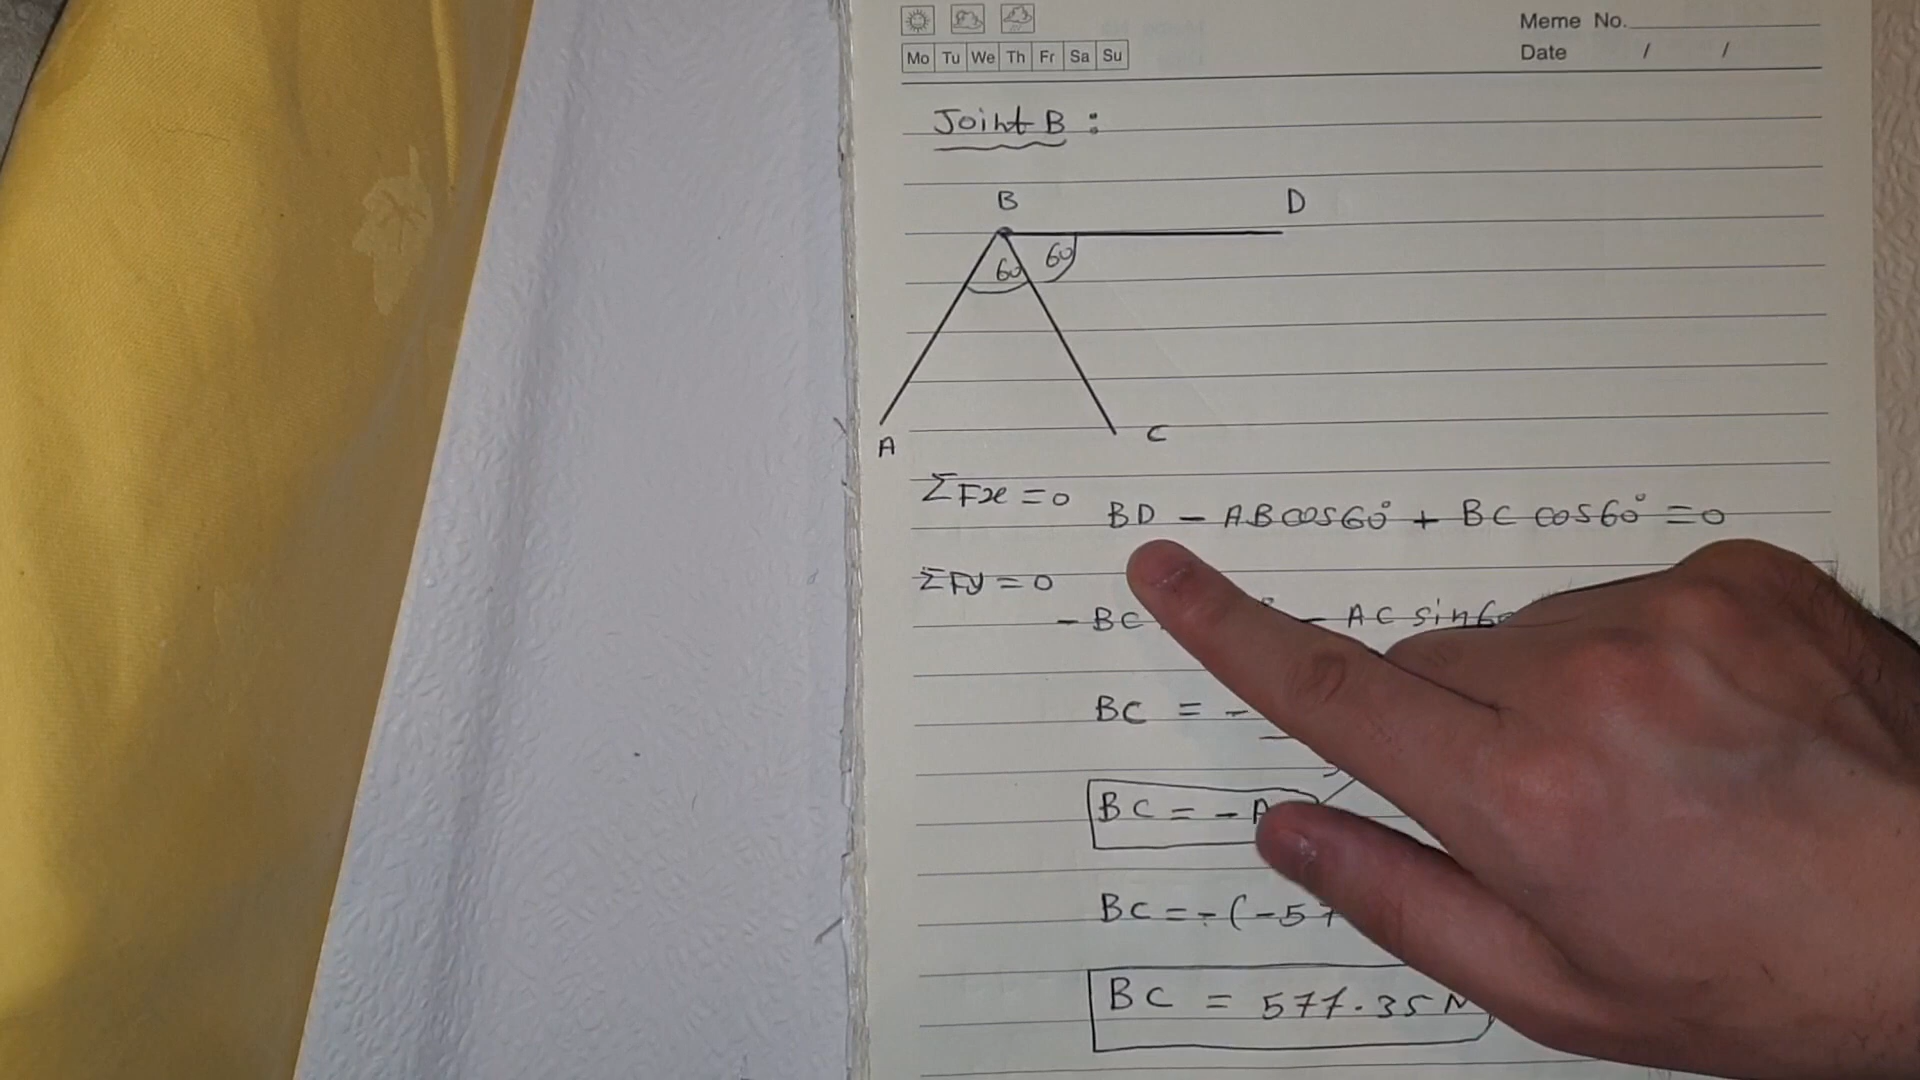 Meme No.
Mo Tu We Th Fr Sa Su
Date / /
Joint B :
B D
60 60
A C
ΣFx = 0 BD - AB cos60° + BC cos60° = 0
ΣFy = 0
- BC - AC sin60
BC = -
BC = -
BC = - (-57
BC = 577.35 N